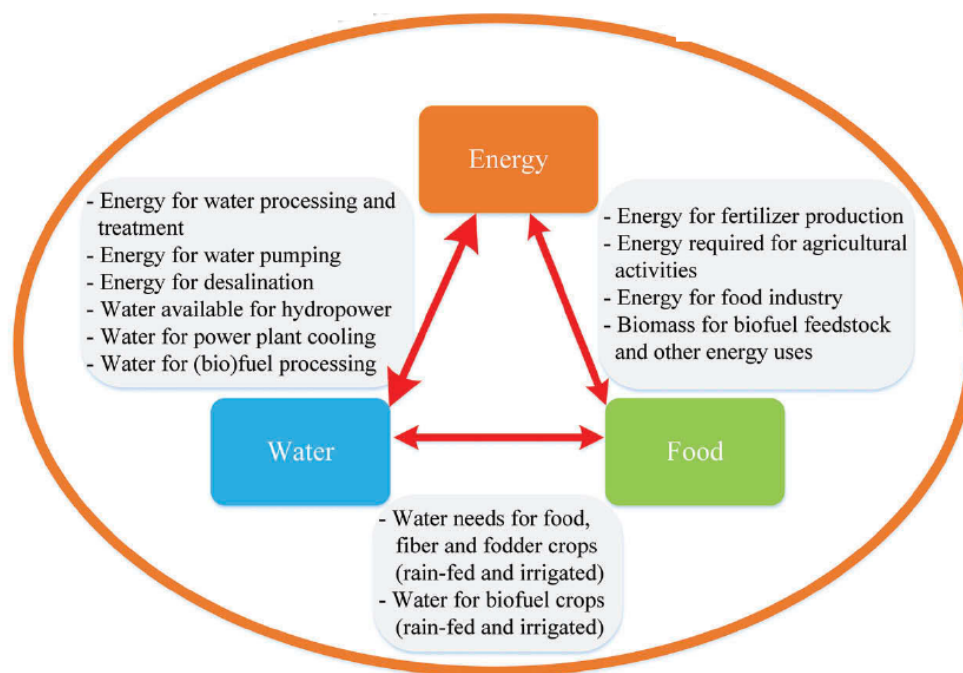 Energy
- Energy for water processing and
treatment
- Energy for water pumping
- Energy for desalination
- Water available for hydropower
- Water for power plant cooling
- Water for (bio)fuel processing
- Energy for fertilizer production
- Energy required for agricultural
activities
- Energy for food industry
- Biomass for biofuel feedstock
and other energy uses
Water
Food
- Water needs for food,
fiber and fodder crops
(rain-fed and irrigated)
- Water for biofuel crops
(rain-fed and irrigated)